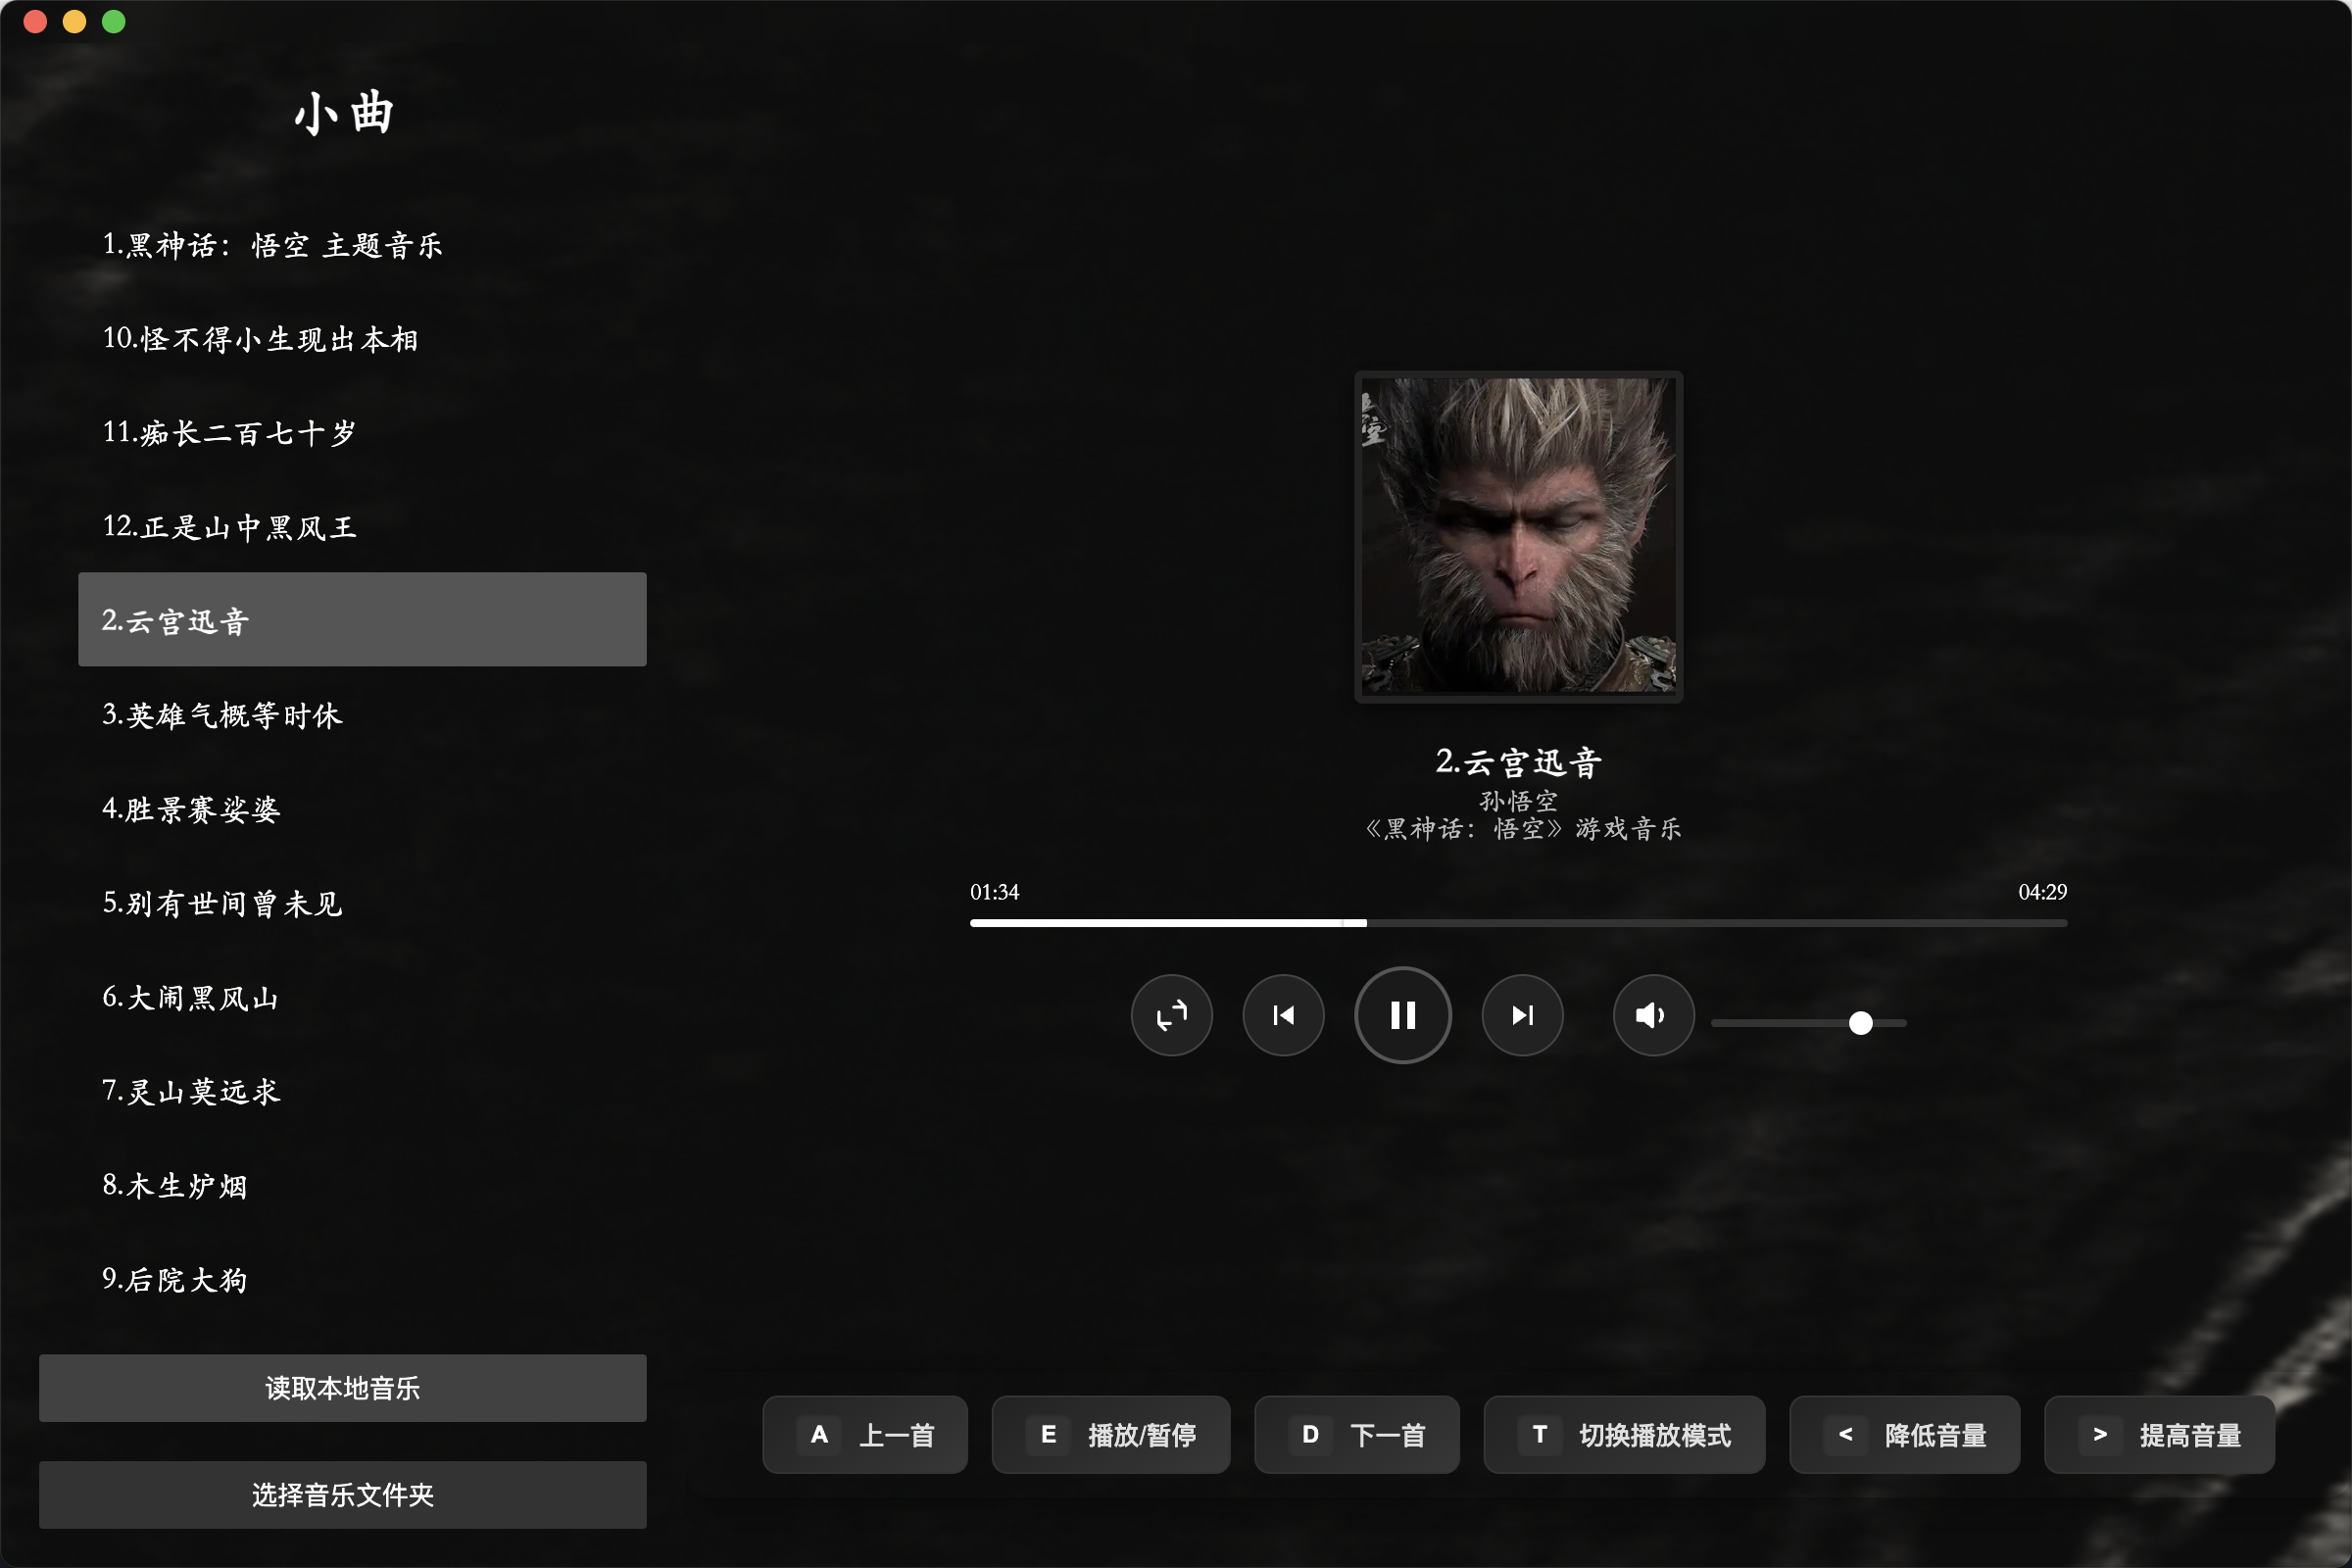 小曲
1.黑神话：悟空 主题音乐
10.怪不得小生现出本相
11.痴长二百七十岁
12.正是山中黑风王
2.云宫迅音
3.英雄气概等时休
4.胜景赛娑婆
5.别有世间曾未见
6.大闹黑风山
7.灵山莫远求
8.木生炉烟
9.后院大狗
读取本地音乐
选择音乐文件夹
空
2.云宫迅音
孙悟空
《黑神话：悟空》游戏音乐
01:34 04:29
A 上一首 E 播放/暂停 D 下一首 T 切换播放模式 < 降低音量 > 提高音量